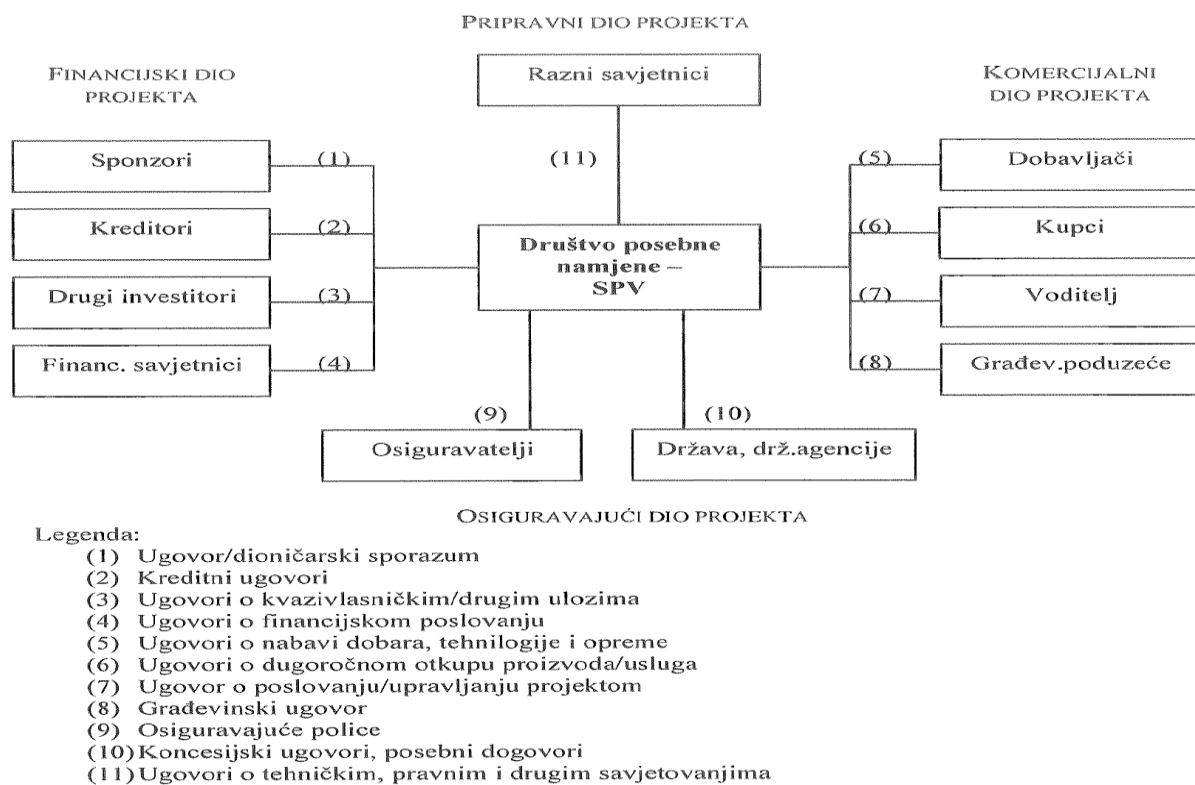 PRIPRAVNI DIO PROJEKTA
FINANCIJSKI DIO
PROJEKTA
Razni savjetnici
KOMERCIJALNI
DIO PROJEKTA
Sponzori
(1)
(11)
(5)
Dobavljači
Kreditori
(2)
Društvo posebne
namjene –
SPV
(6)
Kupci
Drugi investitori
(3)
(7)
Voditelj
Financ. savjetnici
(4)
(8)
Građev.poduzeće
(9)
(10)
Osiguravatelji
Država, drž.agencije
OSIGURAVAJUĆI DIO PROJEKTA
Legenda:
(1) Ugovor/dioničarski sporazum
(2) Kreditni ugovori
(3) Ugovori o kvazivlasničkim/drugim ulozima
(4) Ugovori o financijskom poslovanju
(5) Ugovori o nabavi dobara, tehnilogije i opreme
(6) Ugovori o dugoročnom otkupu proizvoda/usluga
(7) Ugovor o poslovanju/upravljanju projektom
(8) Građevinski ugovor
(9) Osiguravajuće police
(10) Koncesijski ugovori, posebni dogovori
(11) Ugovori o tehničkim, pravnim i drugim savjetovanjima